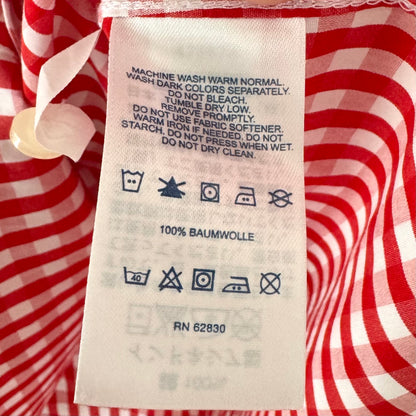 MACHINE WASH WARM NORMAL.
WASH DARK COLORS SEPARATELY.
DO NOT BLEACH.
TUMBLE DRY LOW.
REMOVE PROMPTLY.
DO NOT USE FABRIC SOFTENER.
WARM IRON IF NEEDED. DO NOT
STARCH. DO NOT PRESS WHEN WET.
DO NOT DRY CLEAN.
100% BAUMWOLLE
40
RN 62830